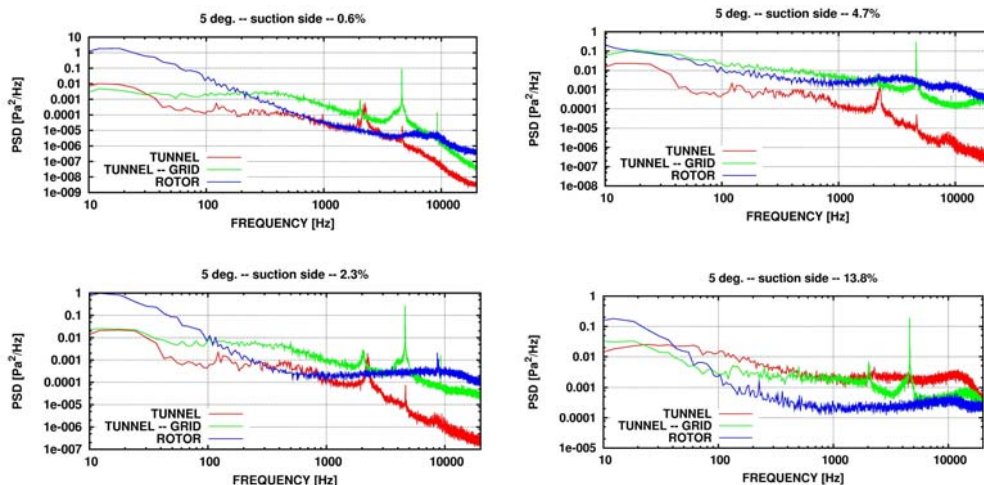 5 deg. -- suction side -- 0.6%
10
1
0.1
0.01
0.001
0.0001
1e-005
1e-006
1e-007
1e-008
1e-009
PSD [Pa²/Hz]
TUNNEL
TUNNEL -- GRID
ROTOR
10 100 1000 10000
FREQUENCY [Hz]
5 deg. -- suction side -- 4.7%
1
0.1
0.01
0.001
0.0001
1e-005
1e-006
1e-007
1e-008
PSD [Pa²/Hz]
TUNNEL
TUNNEL -- GRID
ROTOR
10 100 1000 10000
FREQUENCY [Hz]
5 deg. -- suction side -- 2.3%
1
0.1
0.01
0.001
0.0001
1e-005
1e-006
1e-007
PSD [Pa²/Hz]
TUNNEL
TUNNEL -- GRID
ROTOR
10 100 1000 10000
FREQUENCY [Hz]
5 deg. -- suction side -- 13.8%
1
0.1
0.01
0.001
0.0001
1e-005
PSD [Pa²/Hz]
TUNNEL
TUNNEL -- GRID
ROTOR
10 100 1000 10000
FREQUENCY [Hz]